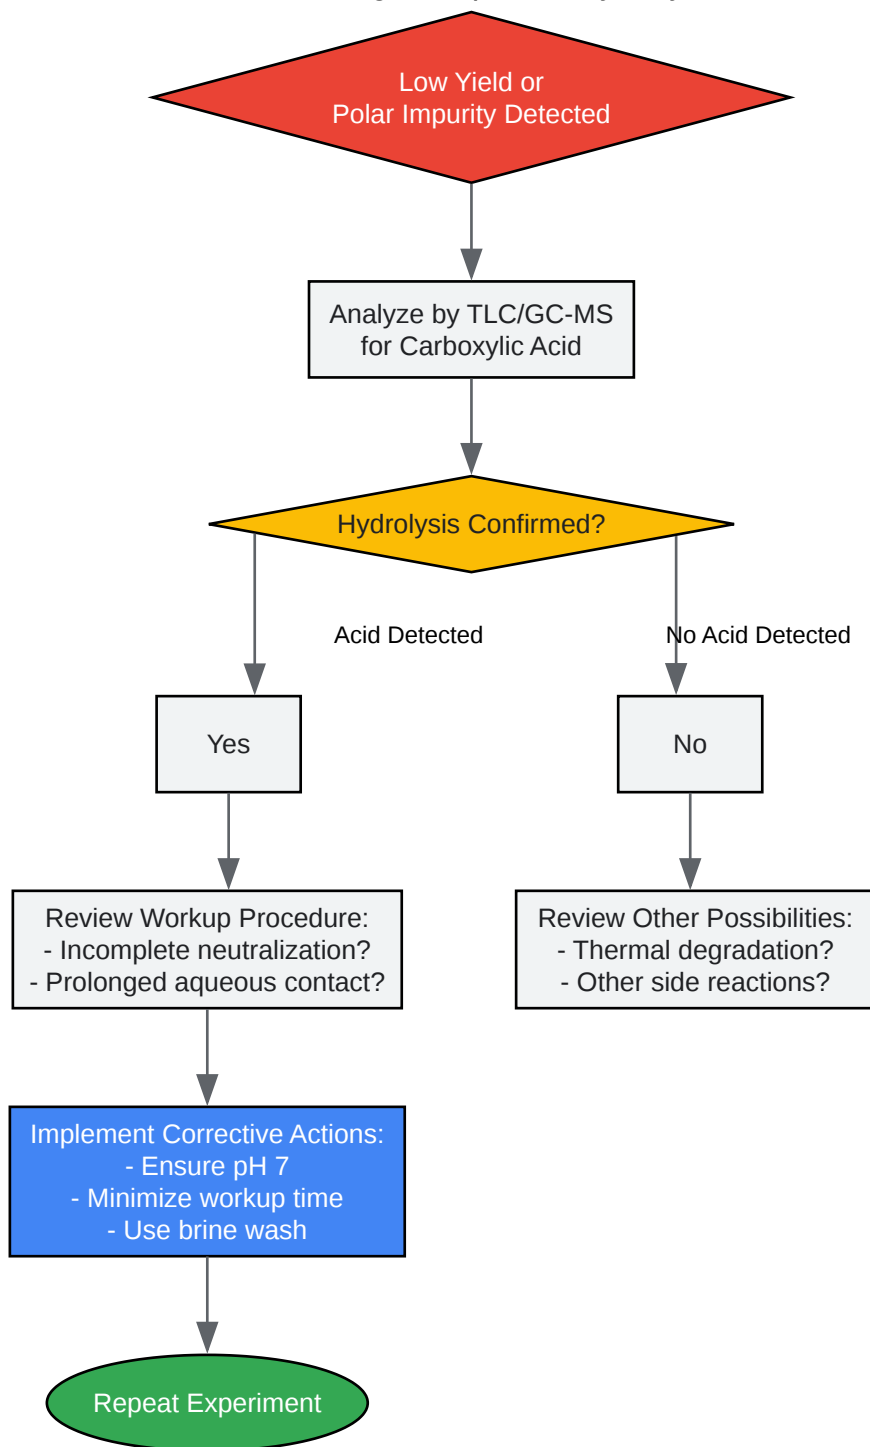 Low Yield or
Polar Impurity Detected
Analyze by TLC/GC-MS
for Carboxylic Acid
Hydrolysis Confirmed?
Acid Detected
No Acid Detected
Yes
No
Review Workup Procedure:
- Incomplete neutralization?
- Prolonged aqueous contact?
Review Other Possibilities:
- Thermal degradation?
- Other side reactions?
Implement Corrective Actions:
- Ensure pH 7
- Minimize workup time
- Use brine wash
Repeat Experiment